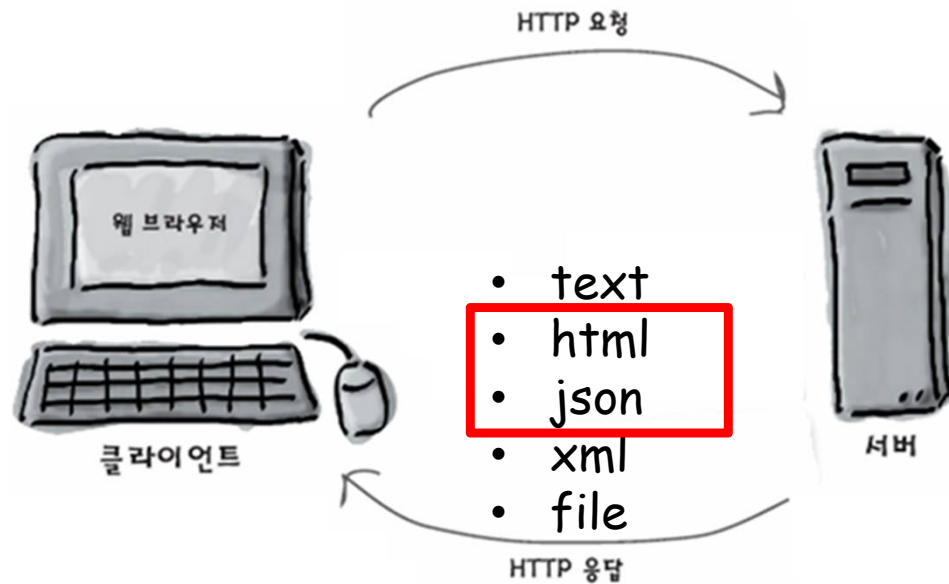 HTTP 요청
웹 브라우저
• text
• html
• json
• xml
• file
클라이언트
서버
HTTP 응답